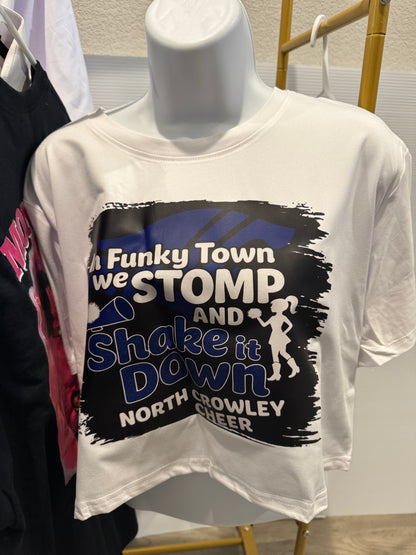 n Funky Town
we STOMP
AND
Shake it
DOWN
NORTH CROWLEY
CHEER